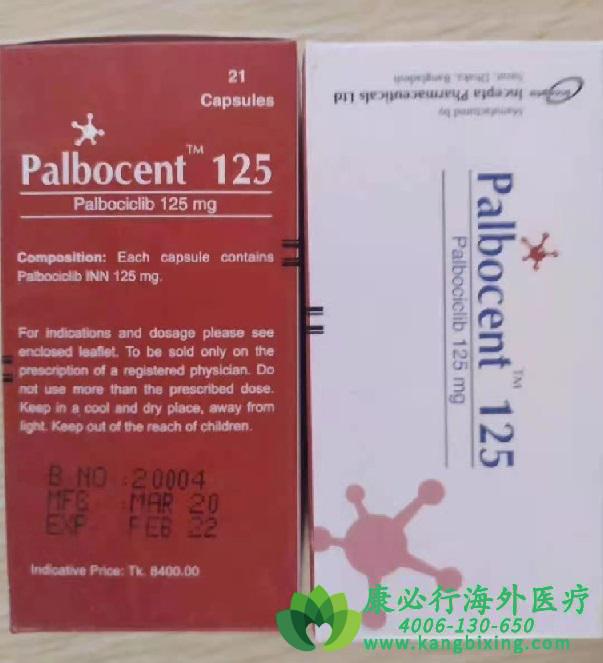 21
Capsules
Palbocent™ 125
Palbociclib 125 mg
Composition: Each capsule contains
Palbociclib INN 125 mg.
For indications and dosage please see
enclosed leaflet. To be sold only on the
prescription of a registered physician. Do
not use more than the prescribed dose.
Keep in a cool and dry place, away from
light. Keep out of the reach of children.
B NO : 20004
MFG : MAR 20
EXP FEB 22
Indicative Price: Tk. 8400.00
Manufactured by
Incepta Pharmaceuticals Ltd
Savar, Dhaka, Bangladesh
Palbocent™ 125
Palbociclib 125 mg
康必行海外医疗
4006-130-650
www.kangbixing.com